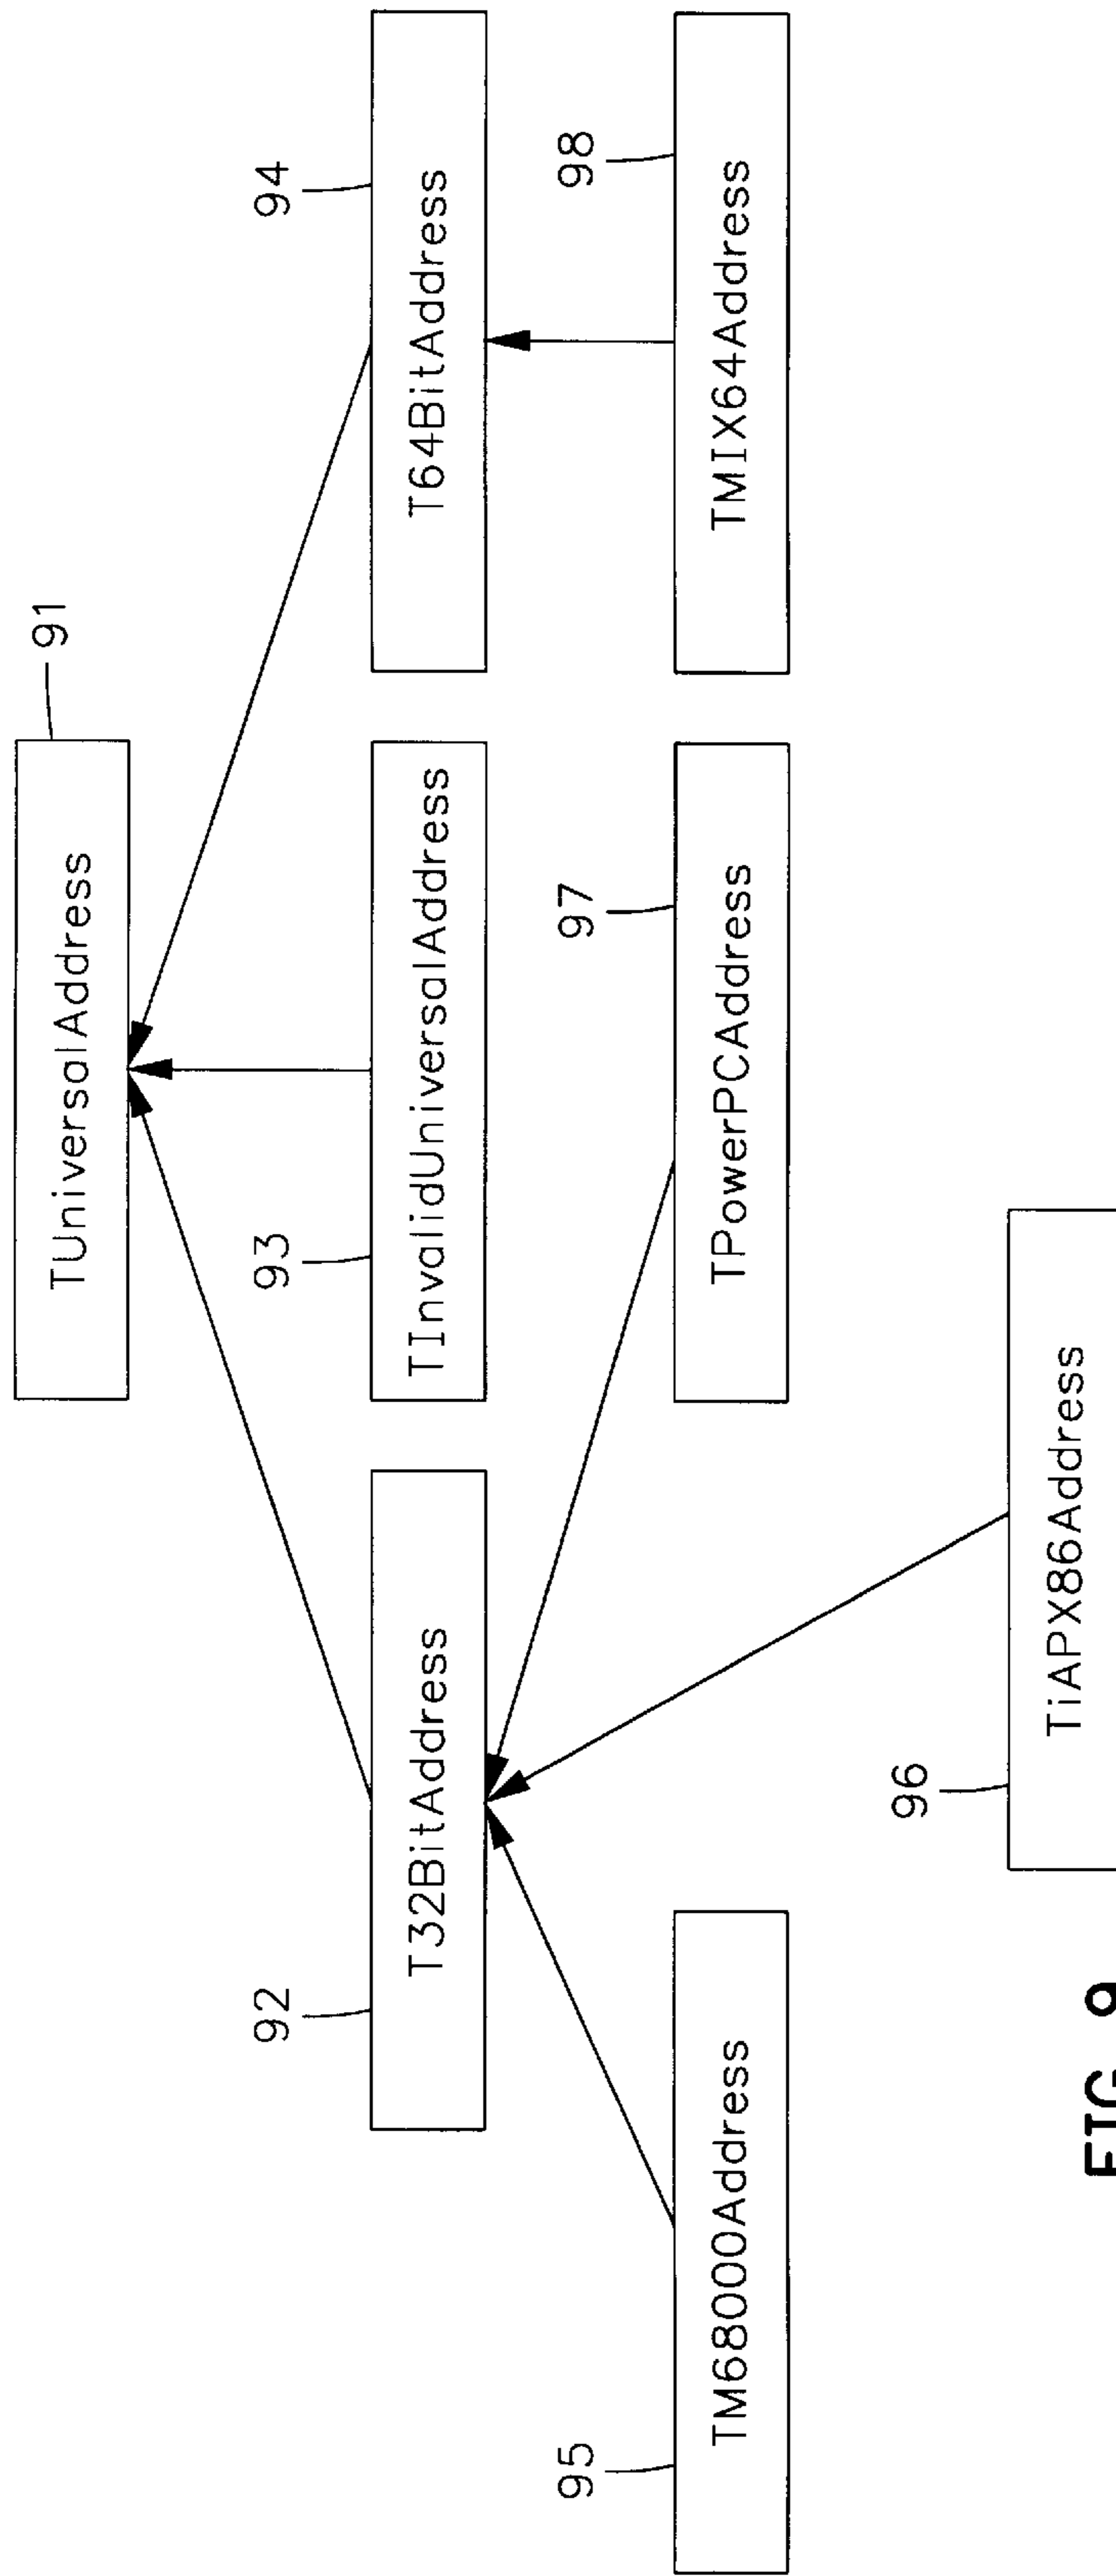 91
TUniversalAddress
92
93
94
T32BitAddress
TInvalidUniversalAddress
T64BitAddress
95
97
98
TM68000Address
TPowerPCAddress
TMIX64Address
96
TiAPX86Address
FIG. 9